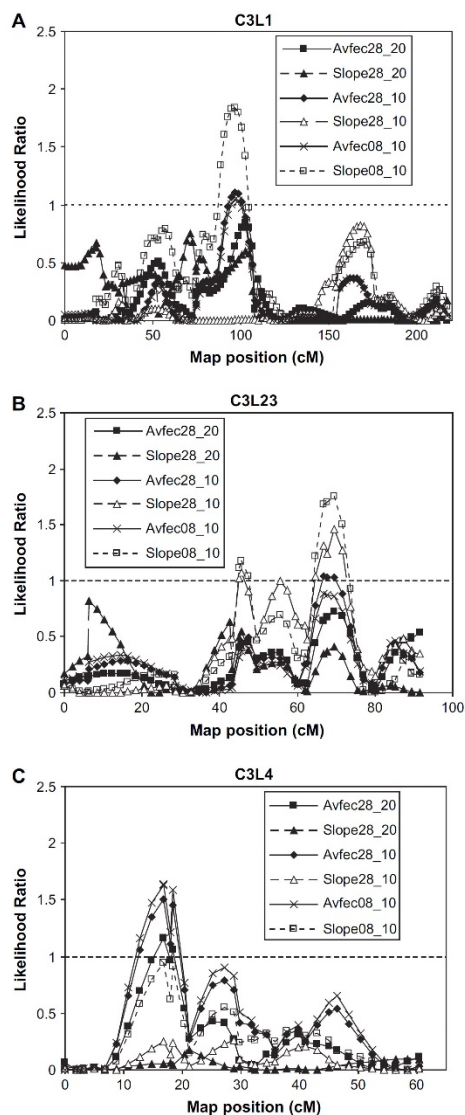 A
C3L1
2.5
2
1.5
1
0.5
0
Likelihood Ratio
Avfec28_20
Slope28_20
Avfec28_10
Slope28_10
Avfec08_10
Slope08_10
0 50 100 150 200
Map position (cM)
B
C3L23
2.5
2
1.5
1
0.5
0
Likelihood Ratio
Avfec28_20
Slope28_20
Avfec28_10
Slope28_10
Avfec08_10
Slope08_10
0 20 40 60 80 100
Map position (cM)
C
C3L4
2.5
2
1.5
1
0.5
0
Likelihood Ratio
Avfec28_20
Slope28_20
Avfec28_10
Slope28_10
Avfec08_10
Slope08_10
0 10 20 30 40 50 60
Map position (cM)